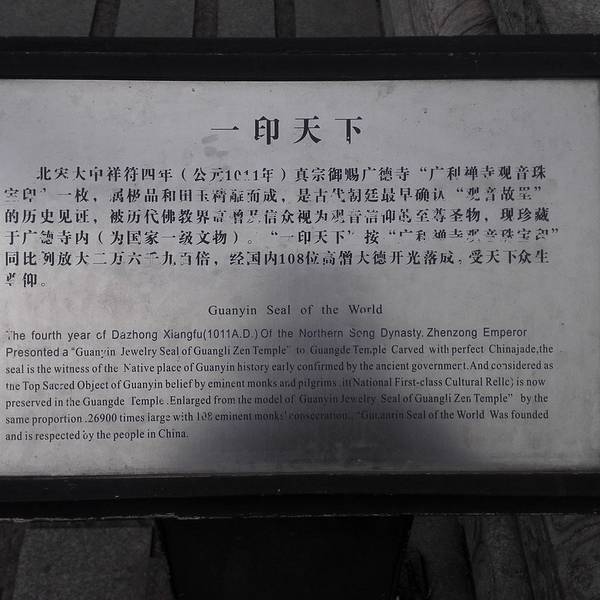 一印天下
北宋大中祥符四年（公元1011年）真宗御赐广德寺“广利禅寺观音珠
宝印”一枚，属极品和田玉精雕而成，是古代朝廷最早确认“观音故里”
的历史见证，被历代佛教界高僧及信众视为观音信仰的至尊圣物，现珍藏
于广德寺内（为国家一级文物）。“一印天下”按“广利禅寺观音珠宝印”
同比例放大二万六千九百倍，经国内108位高僧大德开光落成，受天下众生
瞻仰。
Guanyin Seal of the World
The fourth year of Dazhong Xiangfu(1011A.D.) Of the Northern Song Dynasty, Zhenzong Emperor
Presonted a “Guanyin Jewelry Seal of Guangli Zen Temple” to Guangde Temple Carved with perfect Chinajade,the
seal is the witness of the Native place of Guanyin history early confirmed by the ancient government.And considered as
the Top Sacred Object of Guanyin belief by eminent monks and pilgrims .it(National First-class Cultural Relic) is now
preserved in the Guangde Temple .Enlarged from the model of Guanyin Jewelry Seal of Guangli Zen Temple” by the
same proportion .26900 times large with 108 eminent monks' consecration. “Guanyin Seal of the World Was founded
and is respected by the people in China.